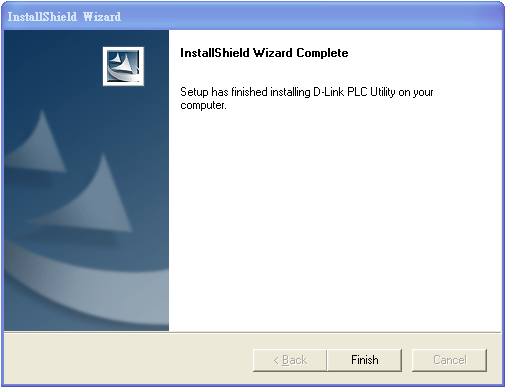 InstallShield Wizard
InstallShield Wizard Complete
Setup has finished installing D-Link PLC Utility on your
computer.
< Back
Finish
Cancel